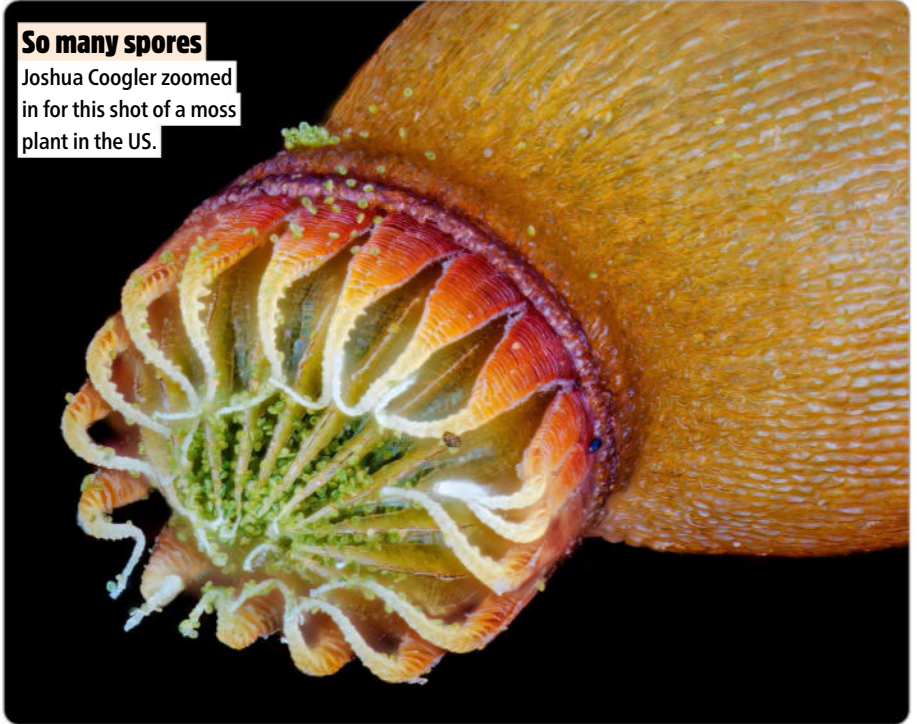 So many spores
Joshua Coogler zoomed
in for this shot of a moss
plant in the US.